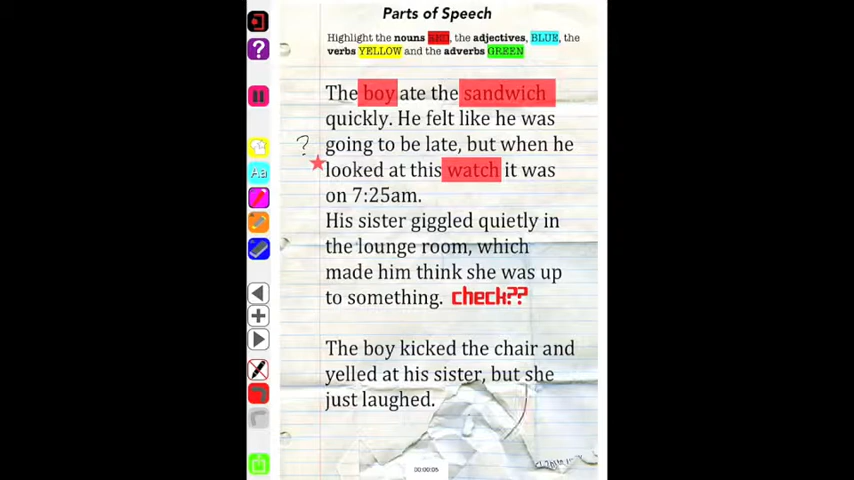 Parts of Speech
Highlight the nouns RED, the adjectives, BLUE, the
verbs YELLOW and the adverbs GREEN
The boy ate the sandwich
quickly. He felt like he was
?
going to be late, but when he
looked at this watch it was
on 7:25am.
His sister giggled quietly in
the lounge room, which
made him think she was up
to something. check??
The boy kicked the chair and
yelled at his sister, but she
just laughed.
?
Aa
00:00:05